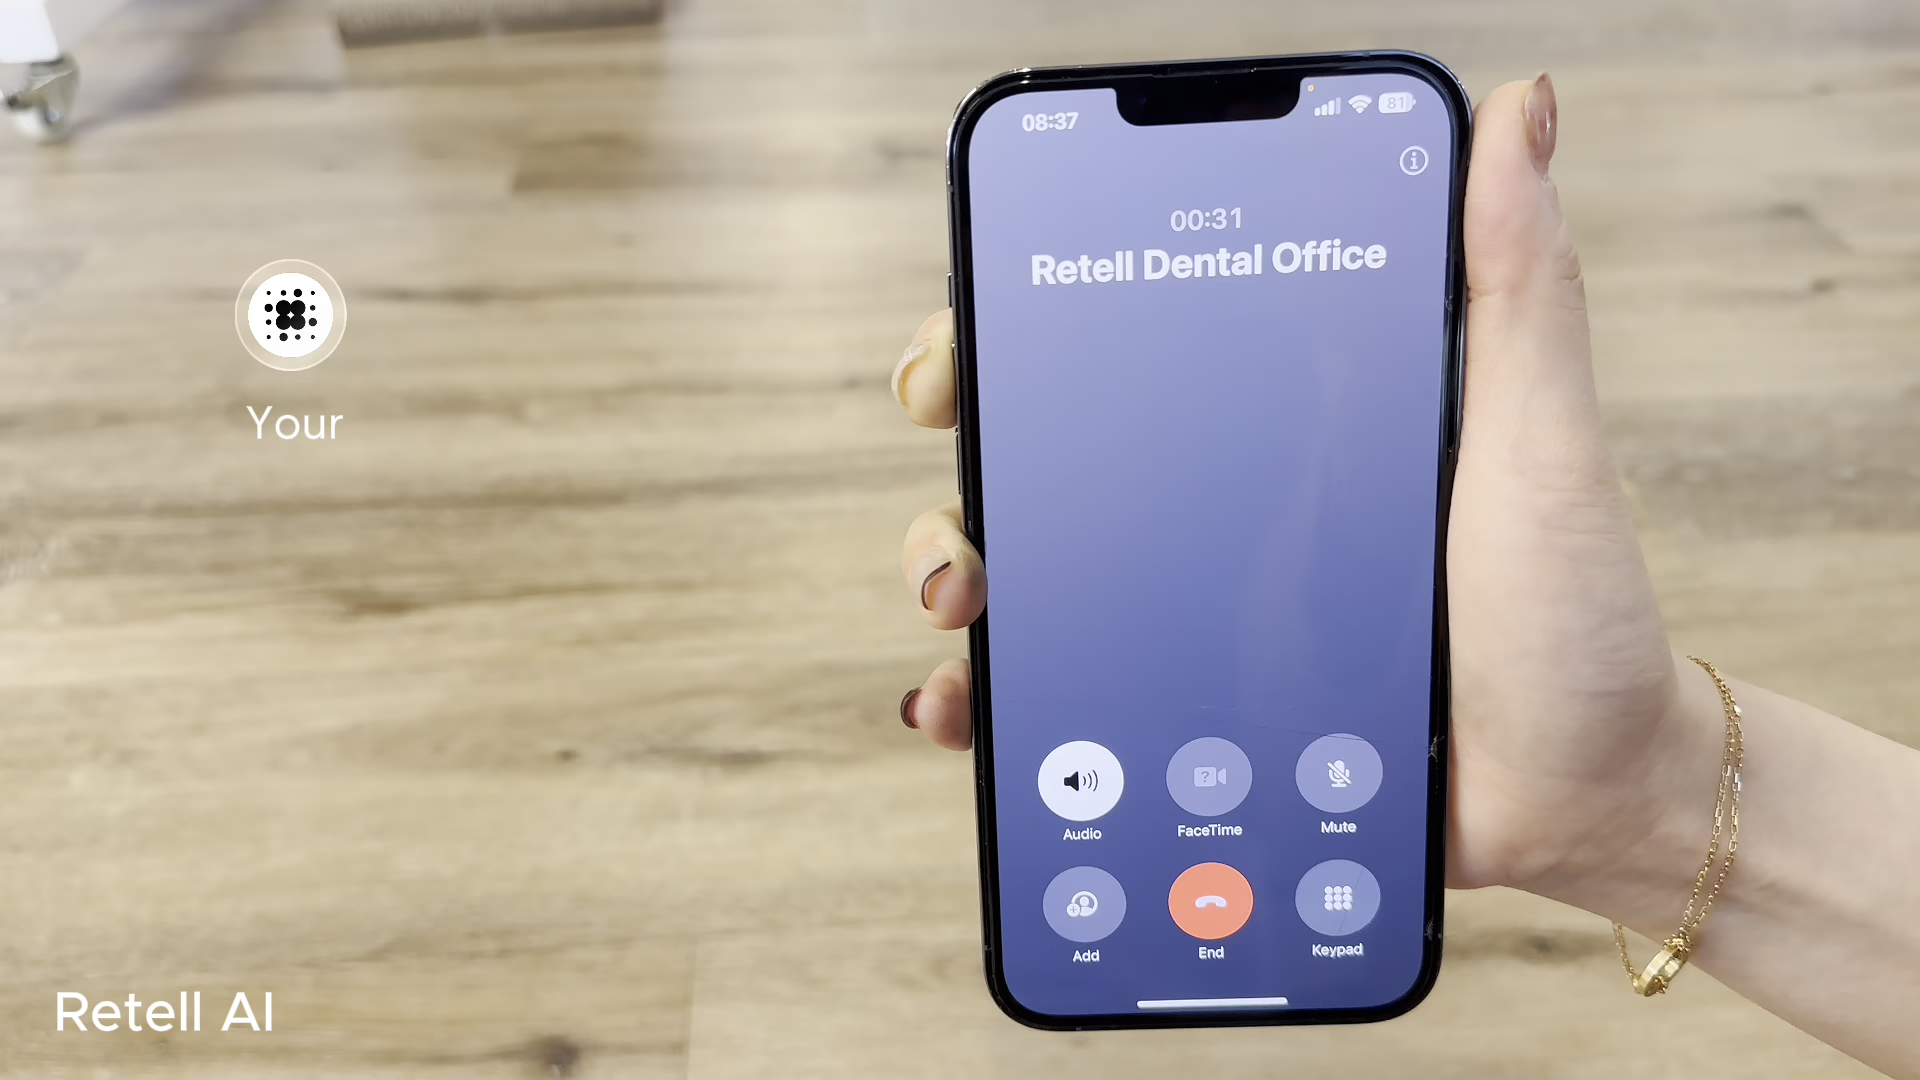 08:37
81
00:31
Retell Dental Office
Your
?
Audio
FaceTime
Mute
Add
End
Keypad
Retell AI